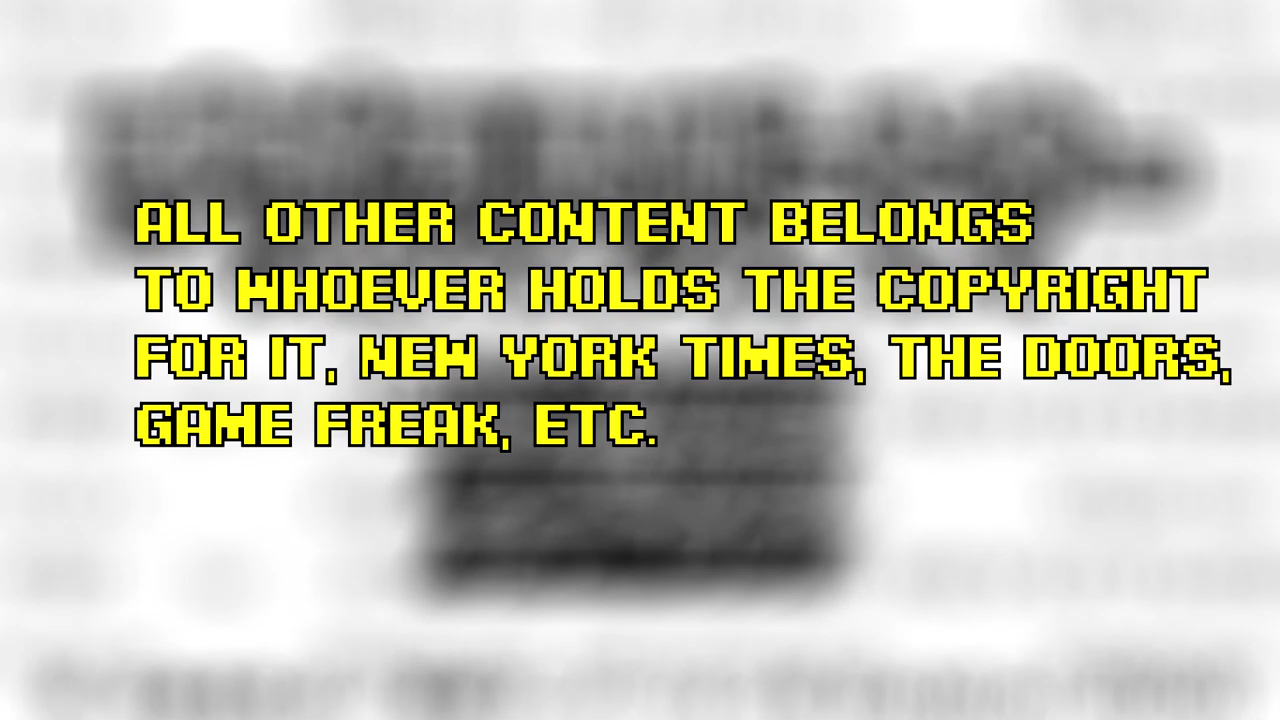 ALL OTHER CONTENT BELONGS
TO WHOEVER HOLDS THE COPYRIGHT
FOR IT, NEW YORK TIMES, THE DOORS,
GAME FREAK, ETC.